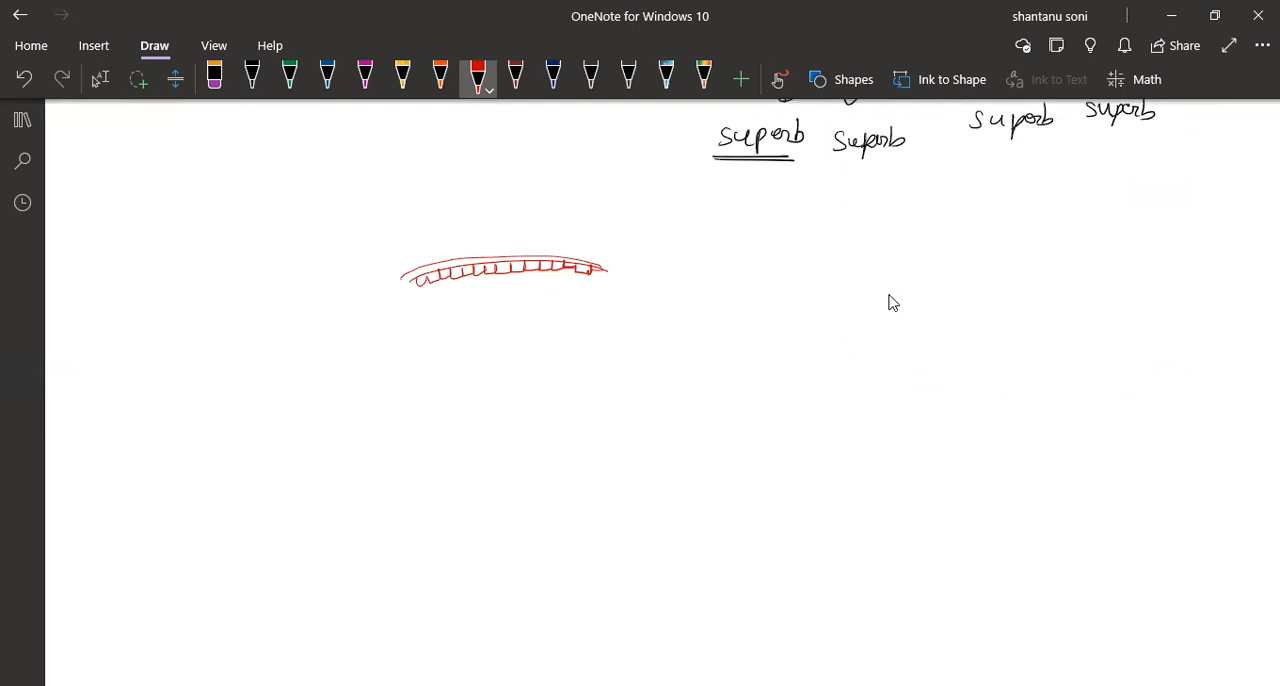 OneNote for Windows 10
shantanu soni
Home Insert Draw View Help
Share
Shapes Ink to Shape Ink to Text Math
superb superb superb superb